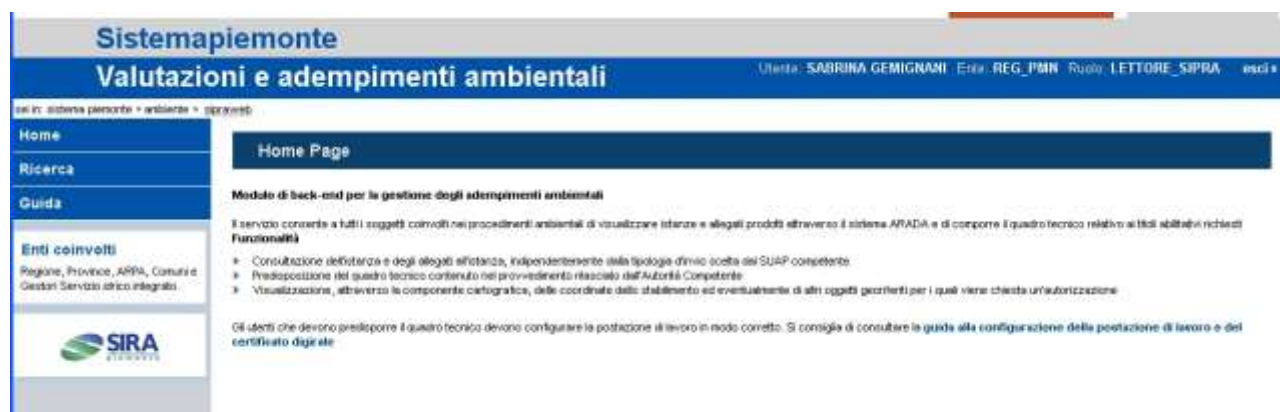 Sistemapiemonte
Valutazioni e adempimenti ambientali
Utente: SABRINA GEMIGNANI Ente: REG_PMN Ruolo: LETTORE_SIPRA esci
sei in: sistema piemonte > ambiente > sipraweb
Home
Ricerca
Guida
Enti coinvolti
Regione, Province, ARPA, Comuni e
Gestori Servizio idrico integrato.
SIRA
PIEMONTE
Home Page
Modulo di back-end per la gestione degli adempimenti ambientali
Il servizio consente a tutti i soggetti coinvolti nei procedimenti ambientali di visualizzare istanze e allegati prodotti attraverso il sistema ARADA e di comporre il quadro tecnico relativo ai titoli abilitativi richiesti
Funzionalità
Consultazione dell'istanza e degli allegati all'istanza, indipendentemente dalla tipologia d'invio scelta dal SUAP competente
Predisposizione del quadro tecnico contenuto nel provvedimento rilasciato dall'Autorità Competente
Visualizzazione, attraverso la componente cartografica, delle coordinate dello stabilimento ed eventualmente di altri oggetti georiferiti per i quali viene chiesta un'autorizzazione
Gli utenti che devono predisporre il quadro tecnico devono configurare la postazione di lavoro in modo corretto. Si consiglia di consultare la guida alla configurazione della postazione di lavoro e del
certificato digitale